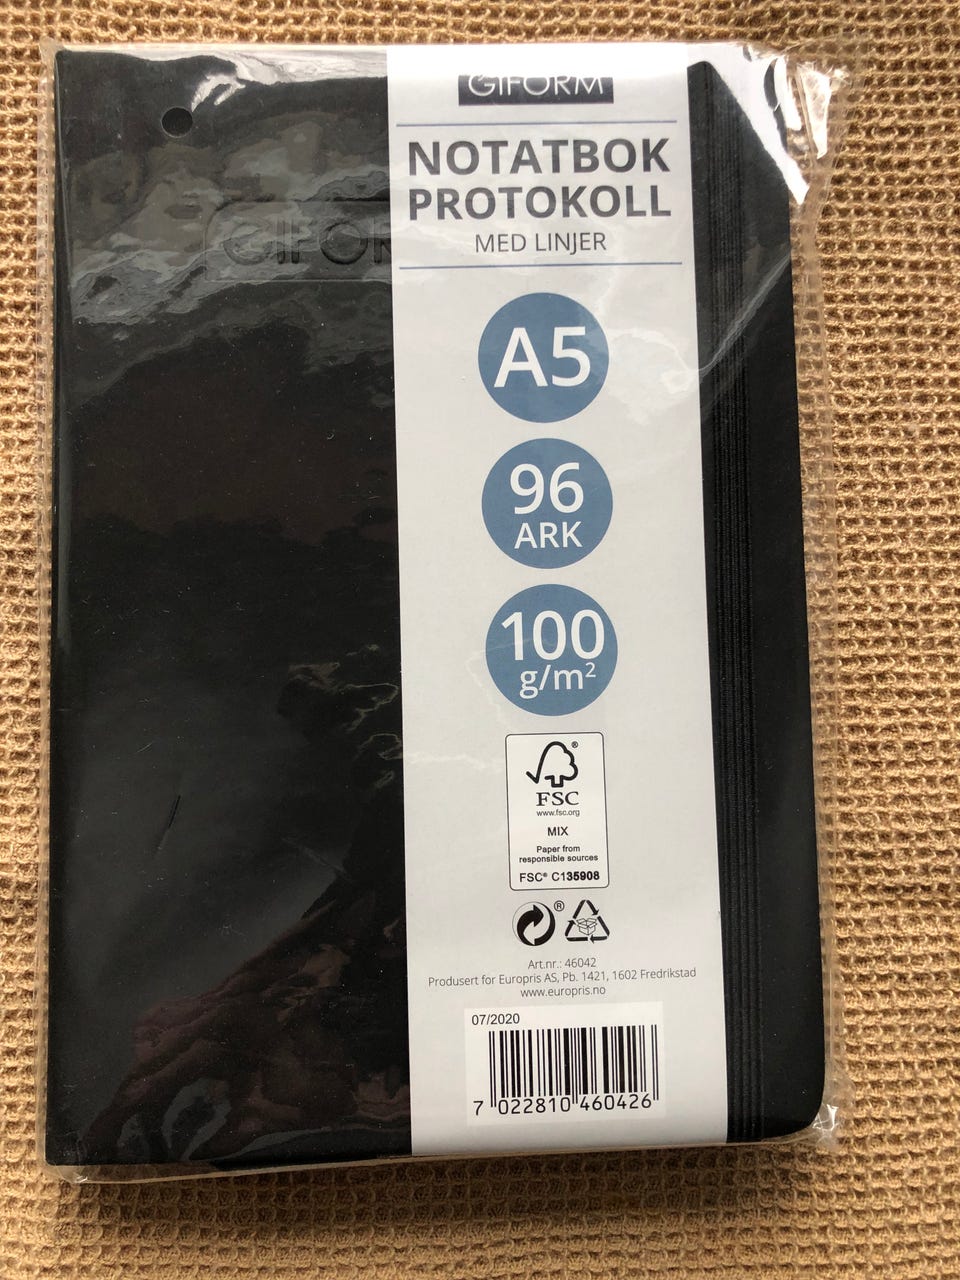 GIFORM
NOTATBOK
PROTOKOLL
MED LINJER
GIFORM
A5
96
ARK
100
g/m²
®
FSC
www.fsc.org
MIX
Paper from
responsible sources
FSC® C135908
®
Art.nr.: 46042
Produsert for Europris AS, Pb. 1421, 1602 Fredrikstad
www.europris.no
07/2020
7 022810 460426